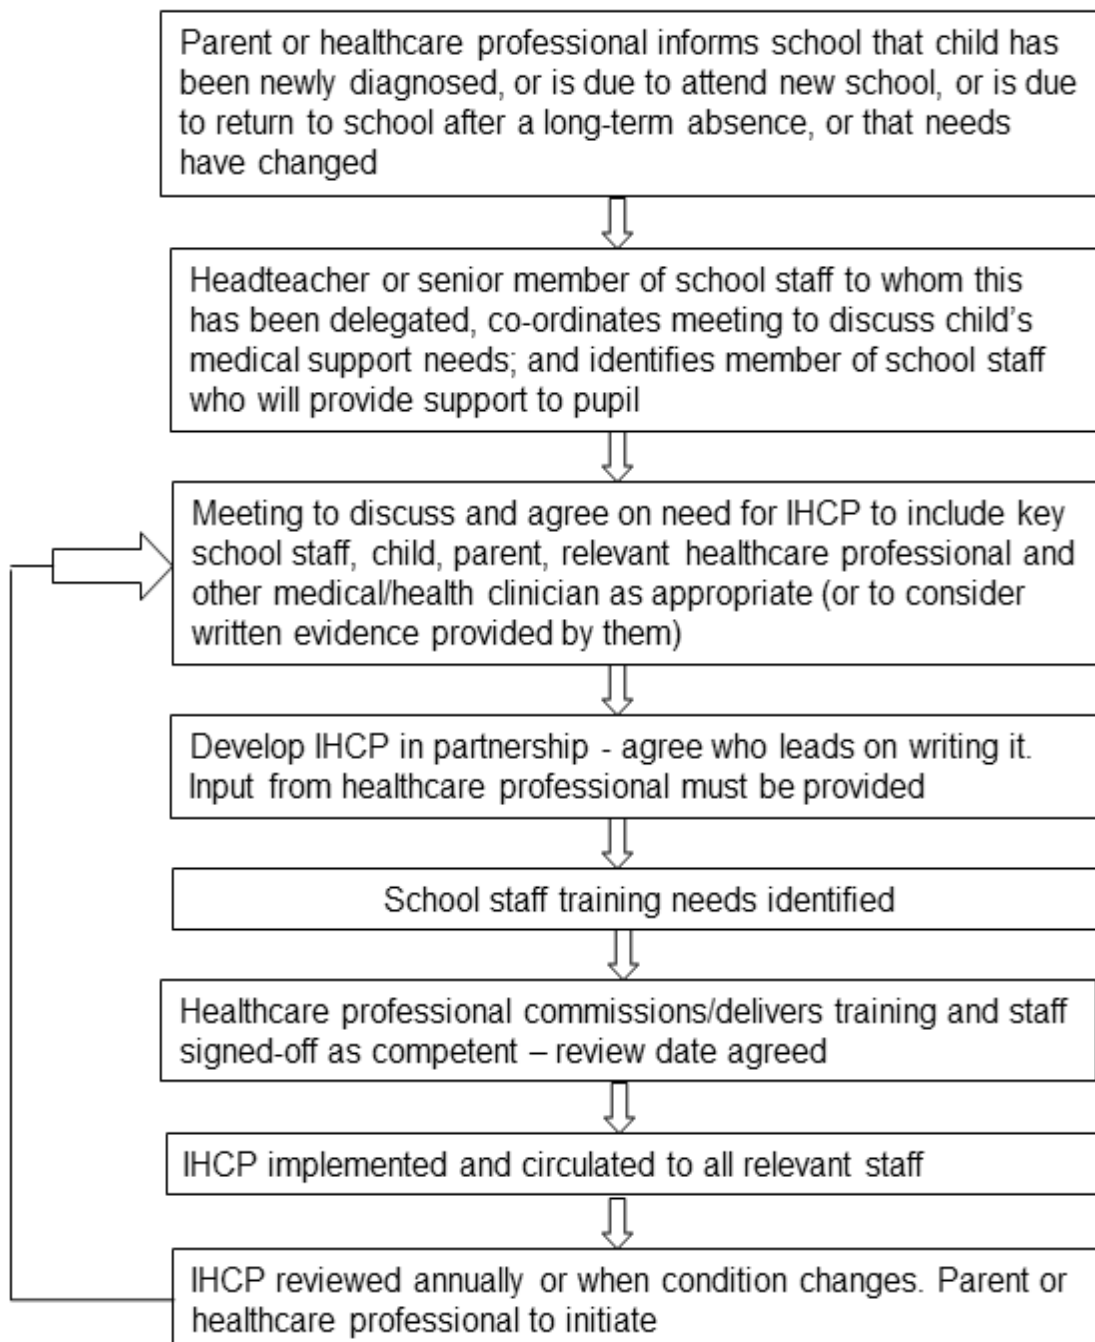 Parent or healthcare professional informs school that child has
been newly diagnosed, or is due to attend new school, or is due
to return to school after a long-term absence, or that needs
have changed
Headteacher or senior member of school staff to whom this
has been delegated, co-ordinates meeting to discuss child's
medical support needs; and identifies member of school staff
who will provide support to pupil
Meeting to discuss and agree on need for IHCP to include key
school staff, child, parent, relevant healthcare professional and
other medical/health clinician as appropriate (or to consider
written evidence provided by them)
Develop IHCP in partnership - agree who leads on writing it.
Input from healthcare professional must be provided
School staff training needs identified
Healthcare professional commissions/delivers training and staff
signed-off as competent – review date agreed
IHCP implemented and circulated to all relevant staff
IHCP reviewed annually or when condition changes. Parent or
healthcare professional to initiate